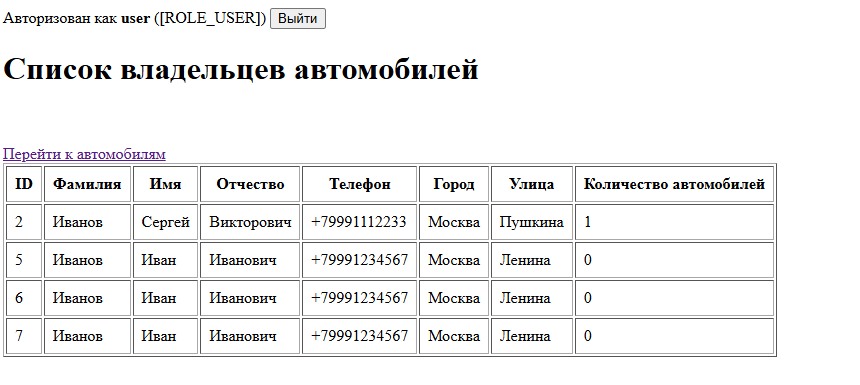 Авторизован как user ([ROLE_USER]) Выйти
Список владельцев автомобилей
Перейти к автомобилям
ID Фамилия Имя Отчество Телефон Город Улица Количество автомобилей
2 Иванов Сергей Викторович +79991112233 Москва Пушкина 1
5 Иванов Иван Иванович +79991234567 Москва Ленина 0
6 Иванов Иван Иванович +79991234567 Москва Ленина 0
7 Иванов Иван Иванович +79991234567 Москва Ленина 0